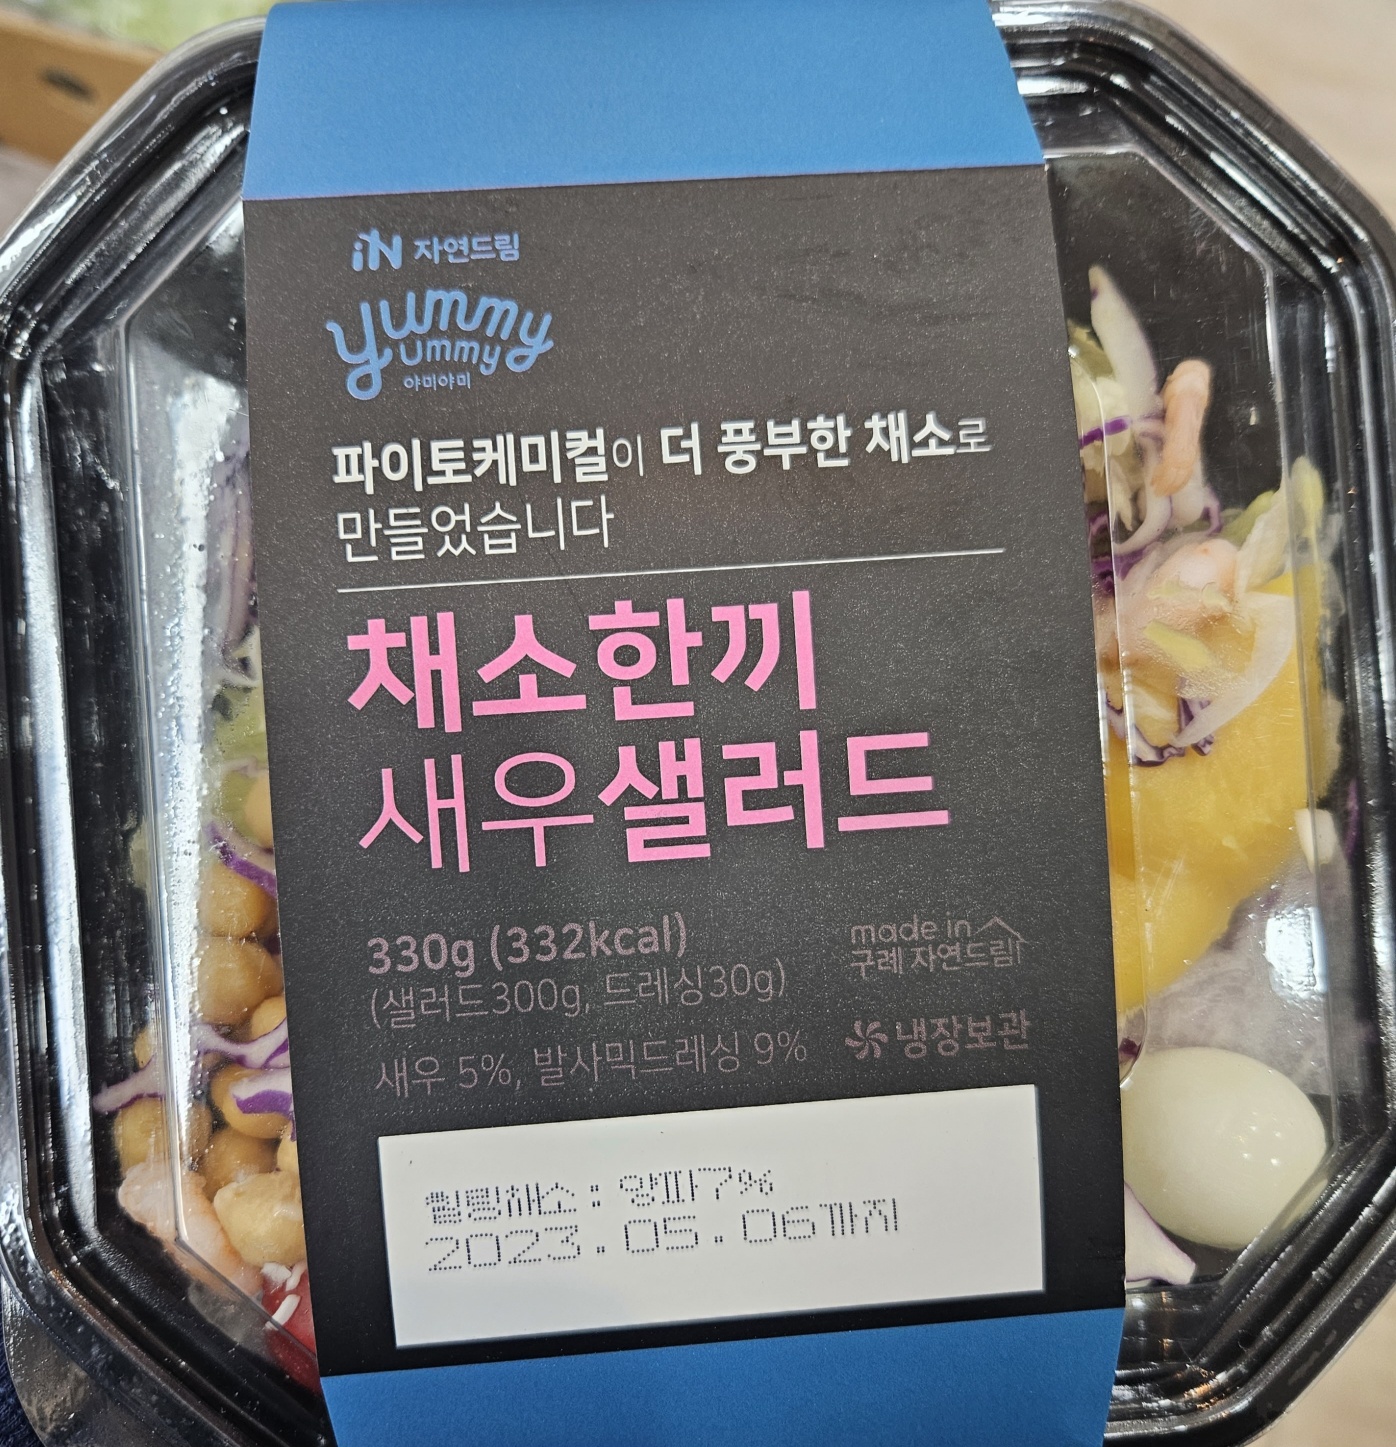 iN 자연드림
yummy
yummy
야미야미
파이토케미컬이 더 풍부한 채소로
만들었습니다
채소한끼
새우샐러드
330g (332kcal)
(샐러드300g, 드레싱30g)
새우 5%, 발사믹드레싱 9%
made in
구례 자연드림
냉장보관
힐링채소 : 양파7%
2023.05.06까지